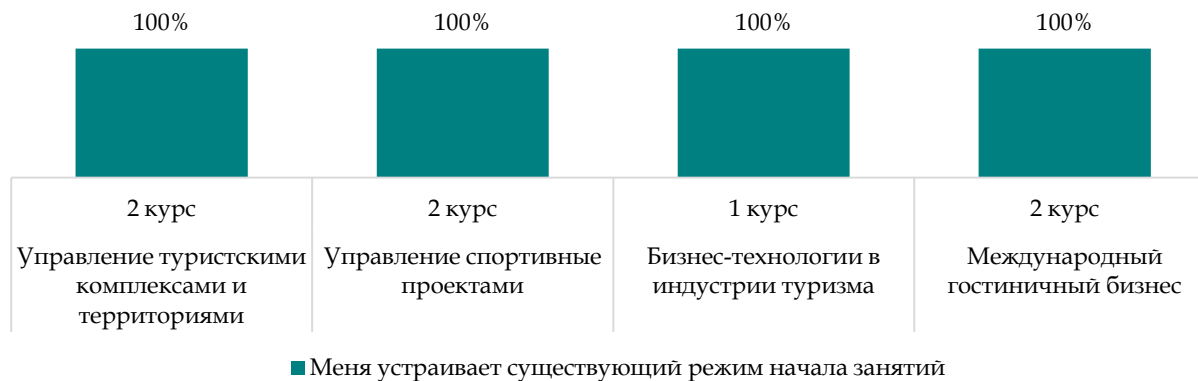 100% 100% 100% 100%
2 курс 2 курс 1 курс 2 курс
Управление туристскими комплексами и территориями
Управление спортивные проектами
Бизнес-технологии в индустрии туризма
Международный гостиничный бизнес
Меня устраивает существующий режим начала занятий